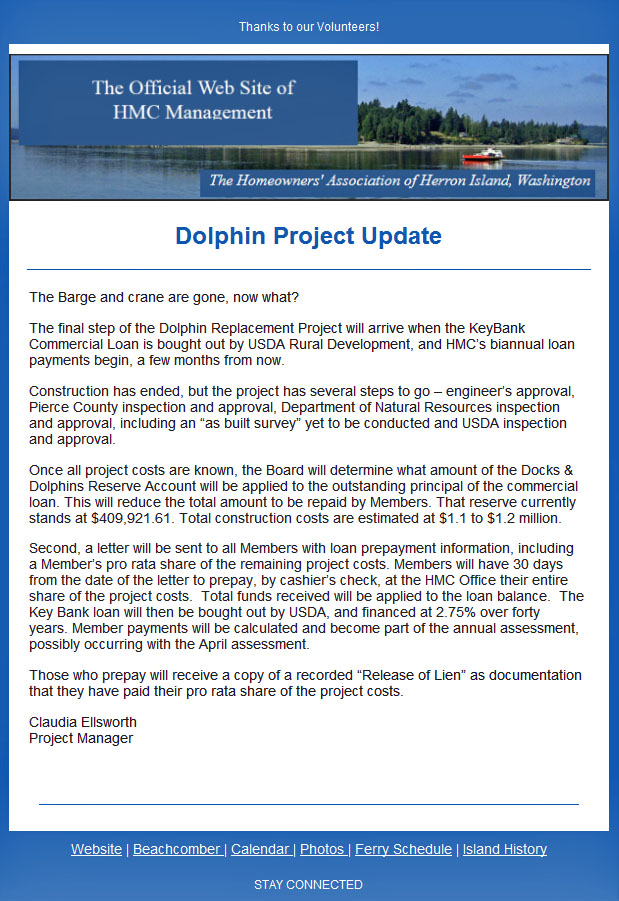 Thanks to our Volunteers!
The Official Web Site of
HMC Management
The Homeowners' Association of Herron Island, Washington
Dolphin Project Update
The Barge and crane are gone, now what?
The final step of the Dolphin Replacement Project will arrive when the KeyBank
Commercial Loan is bought out by USDA Rural Development, and HMC’s biannual loan
payments begin, a few months from now.
Construction has ended, but the project has several steps to go – engineer’s approval,
Pierce County inspection and approval, Department of Natural Resources inspection
and approval, including an “as built survey” yet to be conducted and USDA inspection
and approval.
Once all project costs are known, the Board will determine what amount of the Docks &
Dolphins Reserve Account will be applied to the outstanding principal of the commercial
loan. This will reduce the total amount to be repaid by Members. That reserve currently
stands at $409,921.61. Total construction costs are estimated at $1.1 to $1.2 million.
Second, a letter will be sent to all Members with loan prepayment information, including
a Member’s pro rata share of the remaining project costs. Members will have 30 days
from the date of the letter to prepay, by cashier’s check, at the HMC Office their entire
share of the project costs.  Total funds received will be applied to the loan balance.  The
Key Bank loan will then be bought out by USDA, and financed at 2.75% over forty
years. Member payments will be calculated and become part of the annual assessment,
possibly occurring with the April assessment.
Those who prepay will receive a copy of a recorded “Release of Lien” as documentation
that they have paid their pro rata share of the project costs.
Claudia Ellsworth
Project Manager
Website | Beachcomber | Calendar | Photos | Ferry Schedule | Island History
STAY CONNECTED